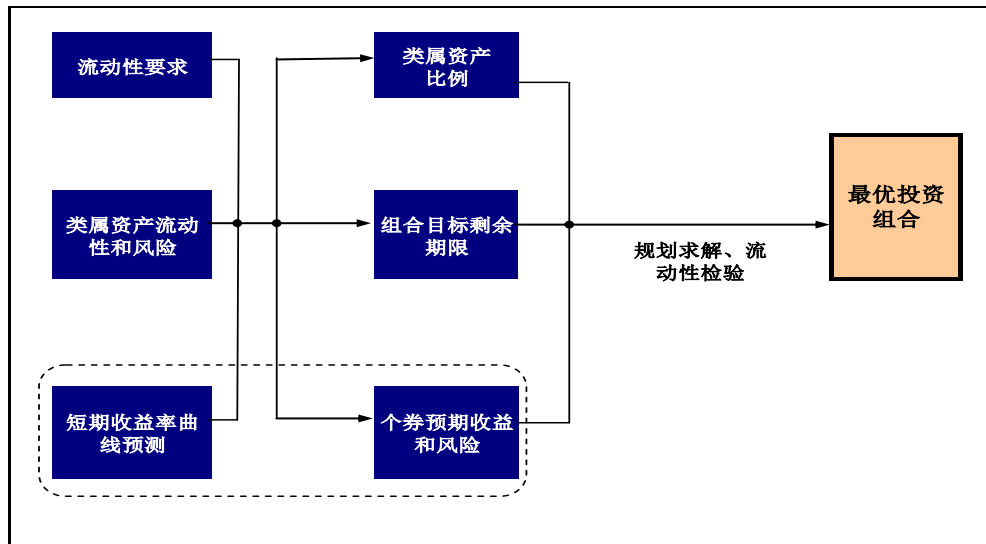 流动性要求
类属资产
比例
类属资产流动
性和风险
组合目标剩余
期限
最优投资
组合
规划求解、流
动性检验
短期收益率曲
线预测
个券预期收益
和风险